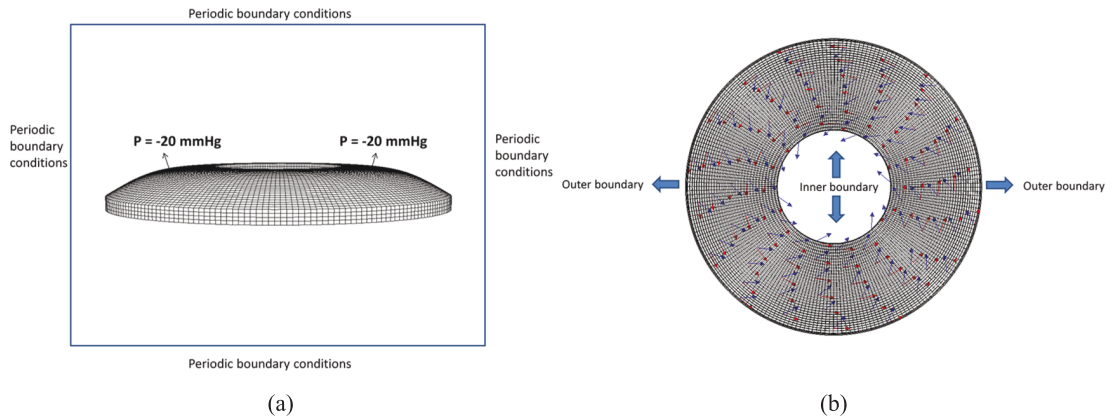 Periodic boundary conditions
Periodic
boundary
conditions
P = -20 mmHg
P = -20 mmHg
Periodic
boundary
conditions
Periodic boundary conditions
(a)
Outer boundary
Inner boundary
Outer boundary
(b)